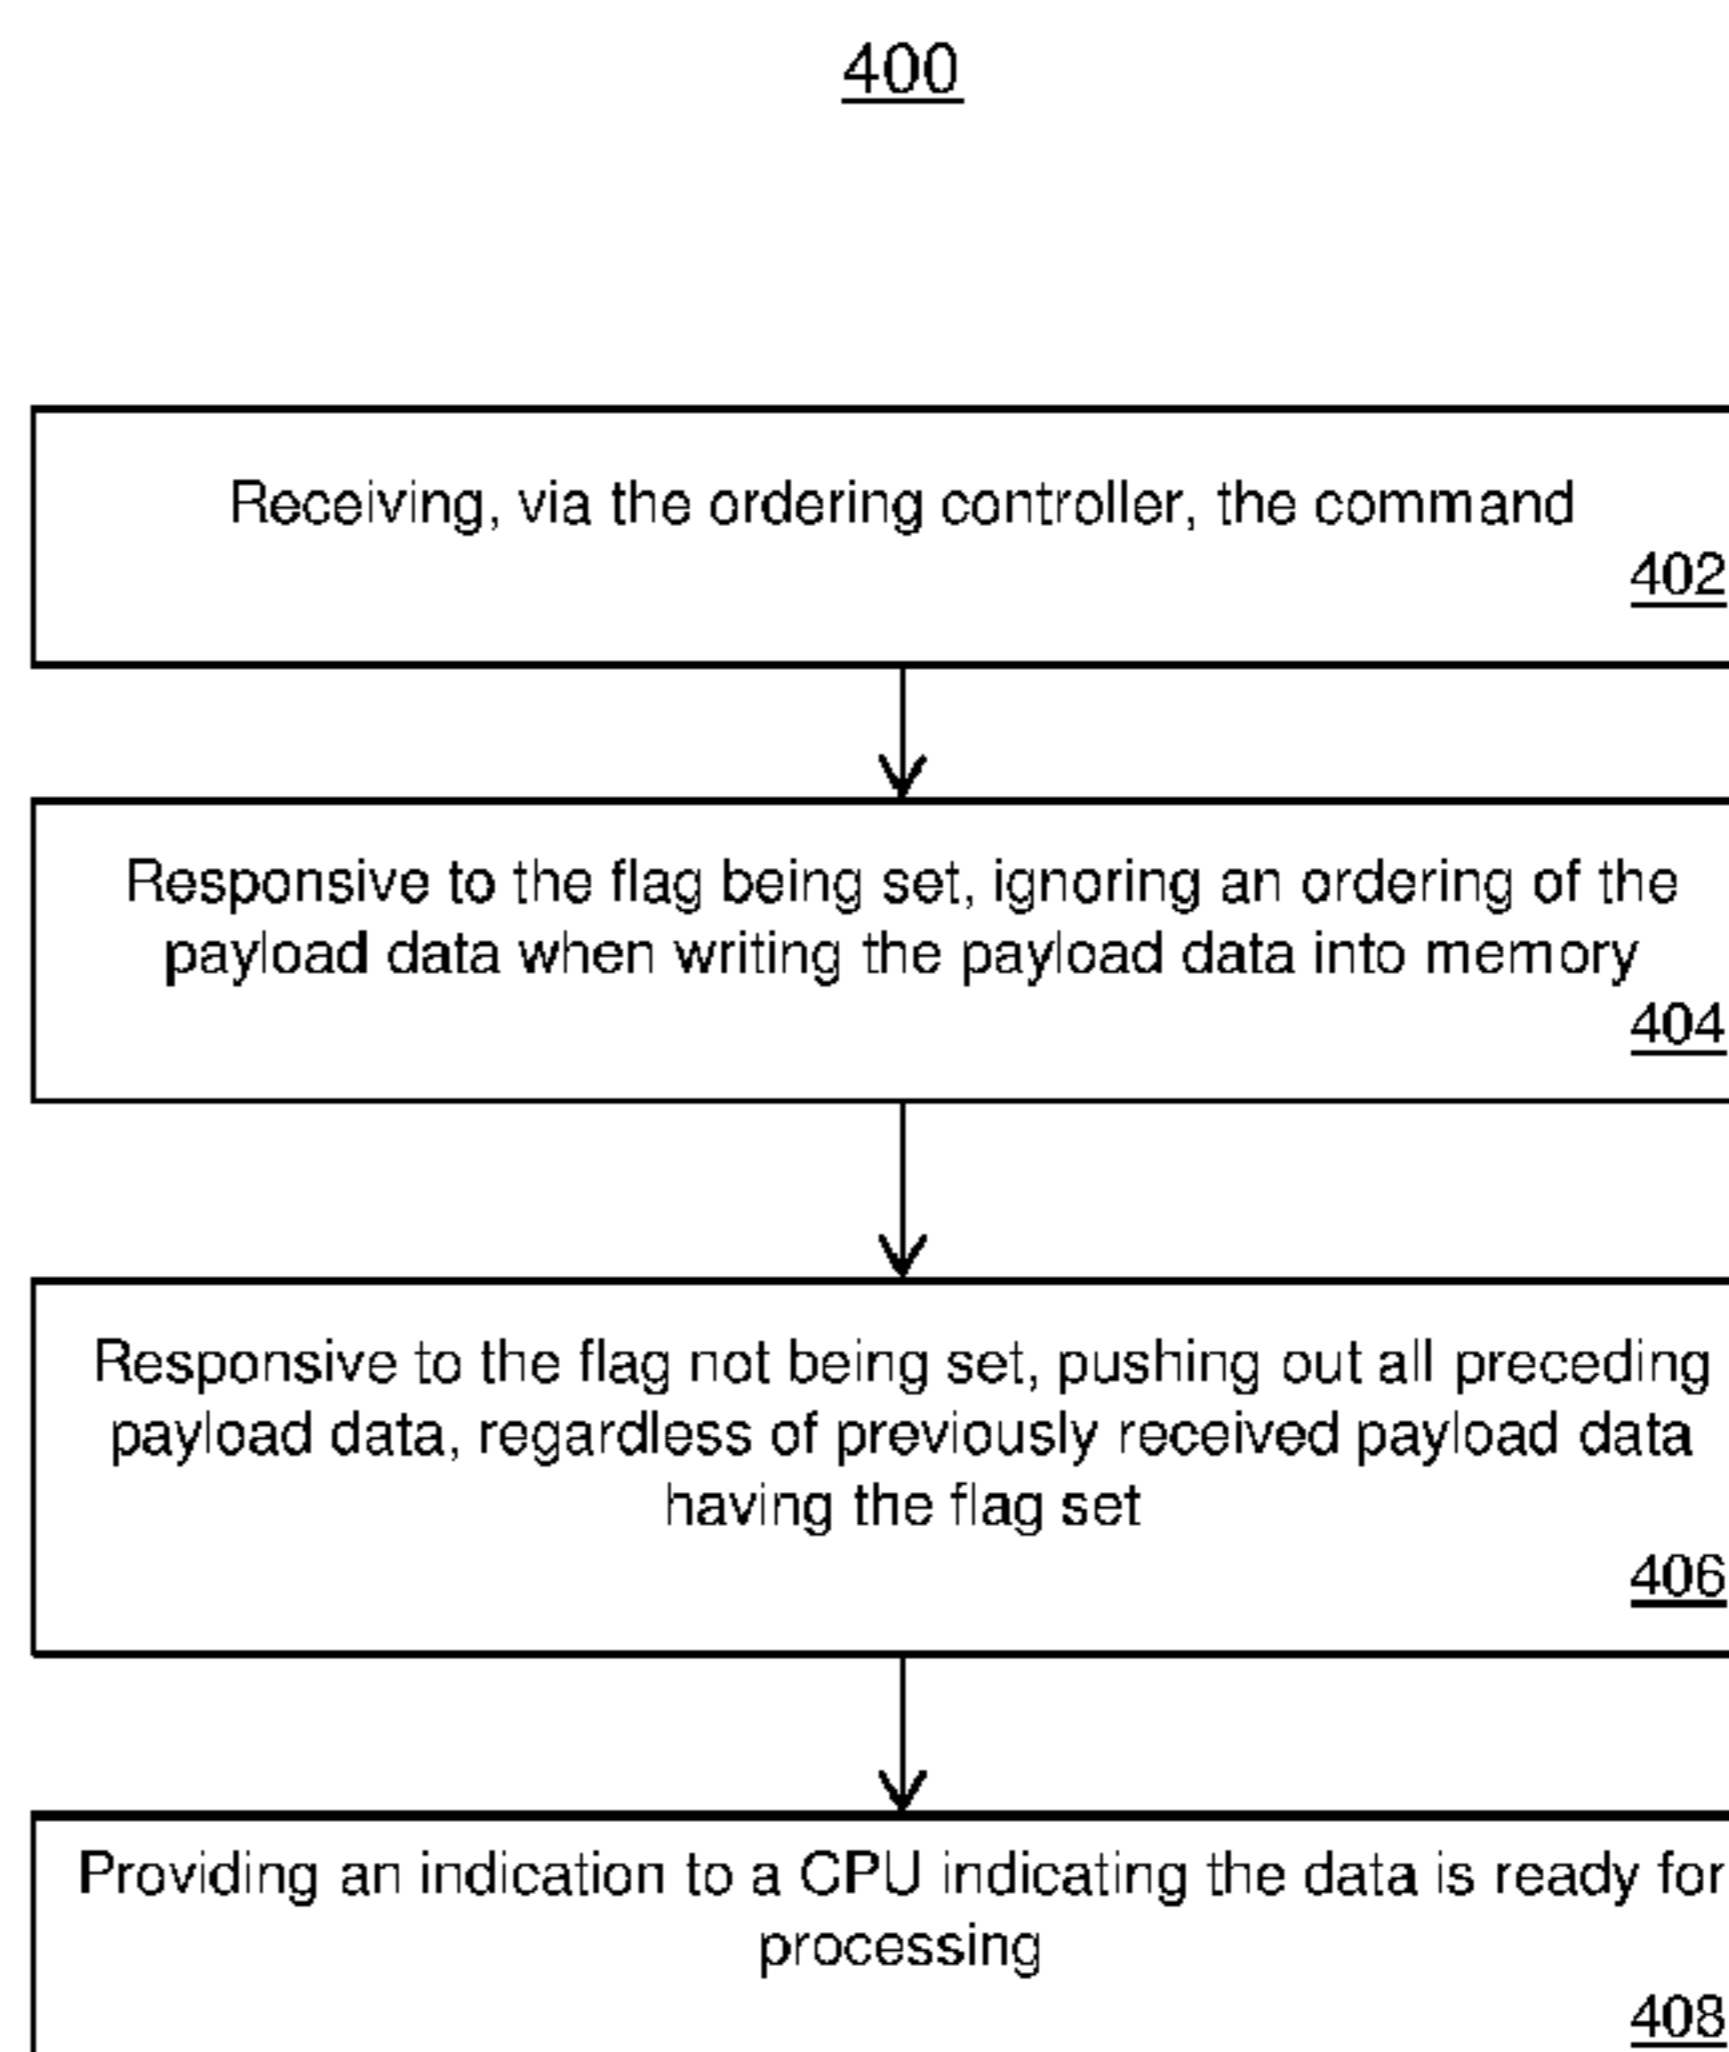 400
Receiving, via the ordering controller, the command
402
Responsive to the flag being set, ignoring an ordering of the
payload data when writing the payload data into memory
404
Responsive to the flag not being set, pushing out all preceding
payload data, regardless of previously received payload data
having the flag set
406
Providing an indication to a CPU indicating the data is ready for
processing
408